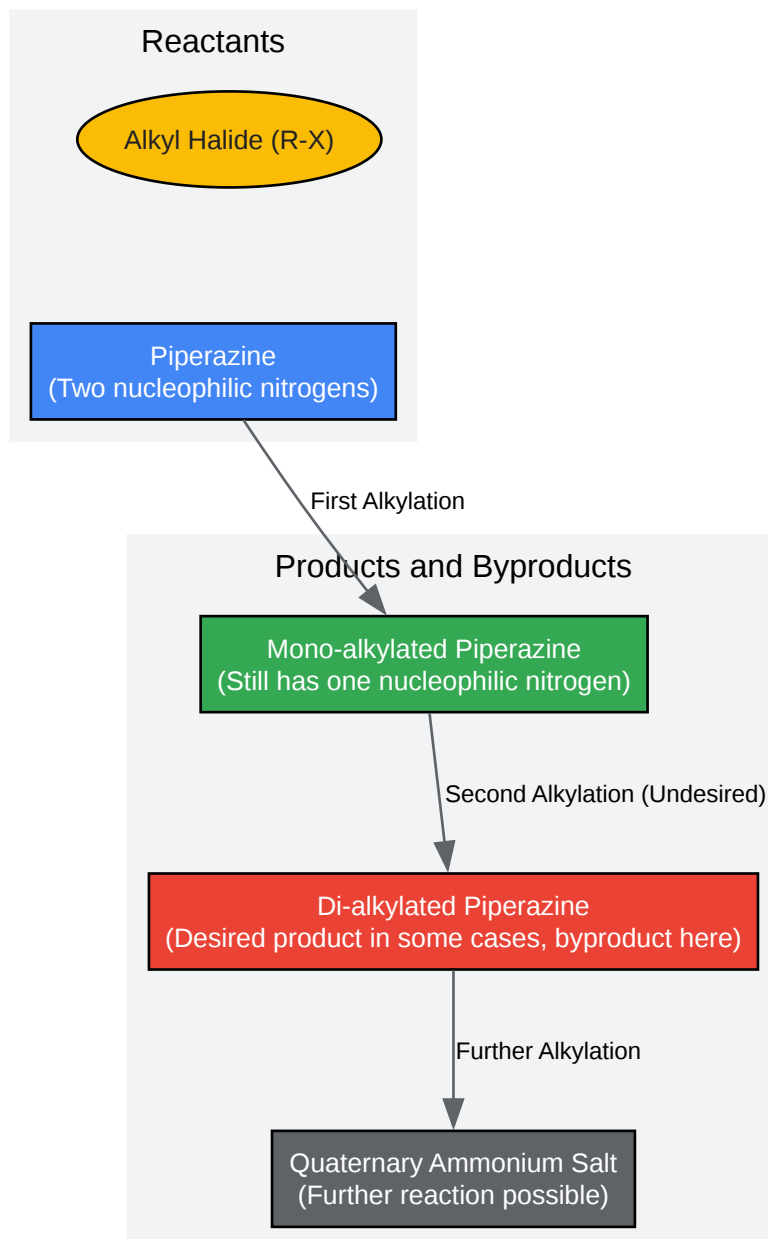 Reactants
Alkyl Halide (R-X)
Piperazine
(Two nucleophilic nitrogens)
First Alkylation
Products and Byproducts
Mono-alkylated Piperazine
(Still has one nucleophilic nitrogen)
Second Alkylation (Undesired)
Di-alkylated Piperazine
(Desired product in some cases, byproduct here)
Further Alkylation
Quaternary Ammonium Salt
(Further reaction possible)